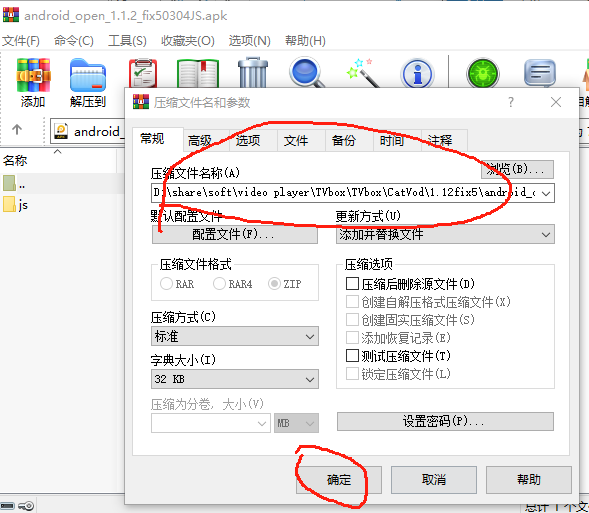 android_open_1.1.2_fix50304JS.apk
文件(F) 命令(C) 工具(S) 收藏夹(O) 选项(N) 帮助(H)
添加 解压到
android_
名称
..
js
压缩文件名和参数
常规 高级 选项 文件 备份 时间 注释
压缩文件名称(A)
浏览(B)...
D:\share\soft\video player\TVbox\TVbox\CatVod\1.12fix5\android_
默认配置文件
更新方式(U)
配置文件(F)...
添加并替换文件
压缩文件格式
压缩选项
RAR RAR4 ZIP
压缩后删除源文件(D)
创建自解压格式压缩文件(X)
压缩方式(C)
创建固实压缩文件(S)
标准
添加恢复记录(E)
字典大小(I)
测试压缩文件(T)
32 KB
锁定压缩文件(L)
压缩为分卷, 大小(V)
MB
设置密码(P)...
确定 取消 帮助
总计 1 个文